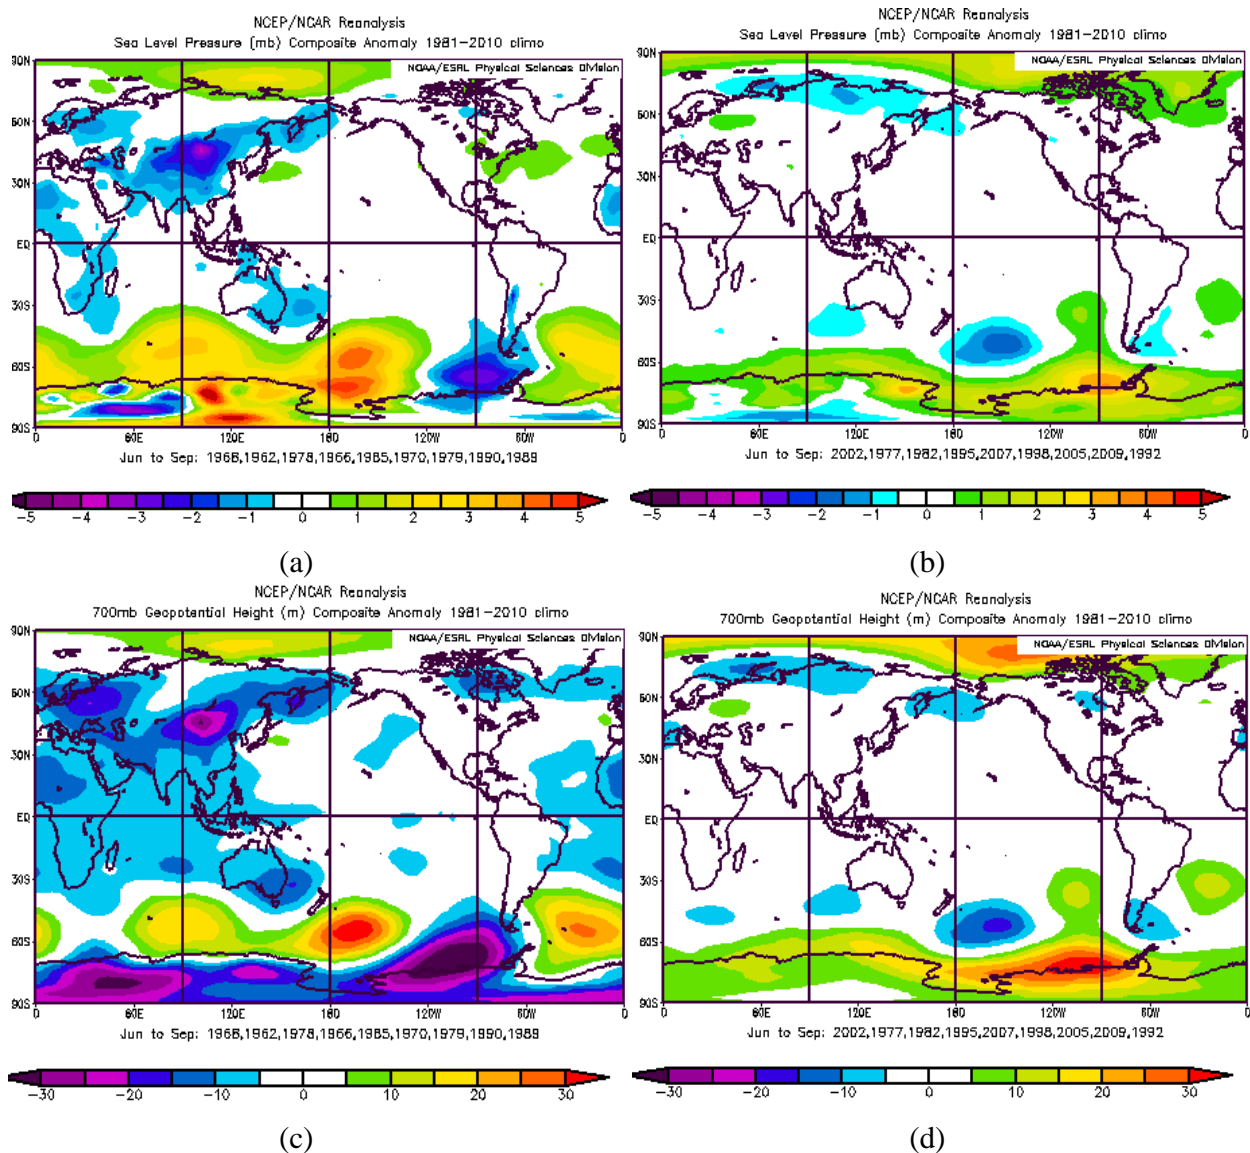 NCEP/NCAR Reanalysis
Sea Level Pressure (mb) Composite Anomaly 1981-2010 climo
NOAA/ESRL Physical Sciences Division
90N
60N
30N
EQ
30S
60S
90S
0 60E 120E 180 120W 60W 0
Jun to Sep: 1968,1962,1978,1966,1985,1970,1979,1990,1989
-5 -4 -3 -2 -1 0 1 2 3 4 5
(a)
NCEP/NCAR Reanalysis
Sea Level Pressure (mb) Composite Anomaly 1981-2010 climo
NOAA/ESRL Physical Sciences Division
90N
60N
30N
EQ
30S
60S
90S
0 60E 120E 180 120W 60W 0
Jun to Sep: 2002,1977,1982,1995,2007,1998,2005,2009,1992
-5 -4 -3 -2 -1 0 1 2 3 4 5
(b)
NCEP/NCAR Reanalysis
700mb Geopotential Height (m) Composite Anomaly 1981-2010 climo
NOAA/ESRL Physical Sciences Division
90N
60N
30N
EQ
30S
60S
90S
0 60E 120E 180 120W 60W 0
Jun to Sep: 1968,1962,1978,1966,1985,1970,1979,1990,1989
-30 -20 -10 0 10 20 30
(c)
NCEP/NCAR Reanalysis
700mb Geopotential Height (m) Composite Anomaly 1981-2010 climo
NOAA/ESRL Physical Sciences Division
90N
60N
30N
EQ
30S
60S
90S
0 60E 120E 180 120W 60W 0
Jun to Sep: 2002,1977,1982,1995,2007,1998,2005,2009,1992
-30 -20 -10 0 10 20 30
(d)